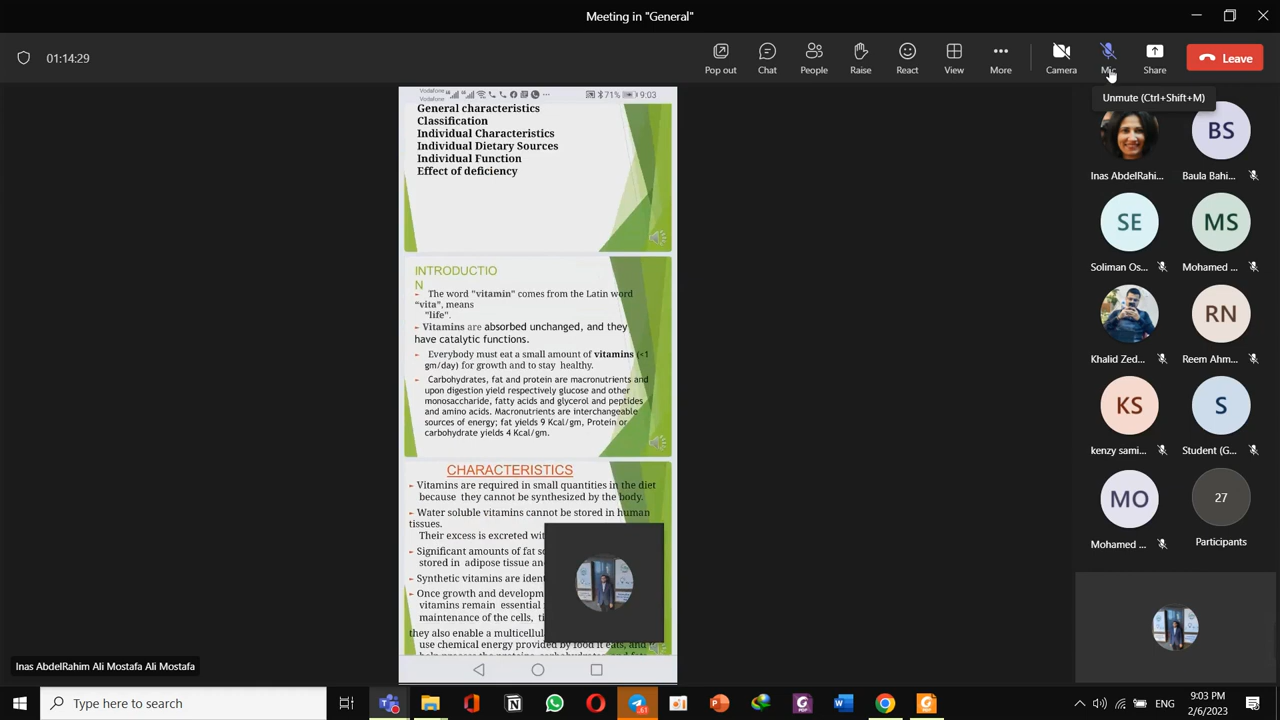 Meeting in "General"
01:14:29
Pop out
Chat
People
Raise
React
View
More
Camera
Mic
Share
Leave
Unmute (Ctrl+Shift+M)
Vodafone
Vodafone
71%
9:03
General characteristics
Classification
Individual Characteristics
Individual Dietary Sources
Individual Function
Effect of deficiency
INTRODUCTIO
N
The word "vitamin" comes from the Latin word
"vita", means
"life".
Vitamins are absorbed unchanged, and they
have catalytic functions.
Everybody must eat a small amount of vitamins (<1
gm/day) for growth and to stay healthy.
Carbohydrates, fat and protein are macronutrients and
upon digestion yield respectively glucose and other
monosaccharide, fatty acids and glycerol and peptides
and amino acids. Macronutrients are interchangeable
sources of energy; fat yields 9 Kcal/gm, Protein or
carbohydrate yields 4 Kcal/gm.
CHARACTERISTICS
Vitamins are required in small quantities in the diet
because they cannot be synthesized by the body.
Water soluble vitamins cannot be stored in human
tissues.
Their excess is excreted wit
Significant amounts of fat so
stored in adipose tissue an
Synthetic vitamins are ident
Once growth and developm
vitamins remain essential
maintenance of the cells, ti
they also enable a multicellul
use chemical energy provided by food it eats, and
Inas AbdelRahim Ali Mostafa Ali Mostafa
Inas AbdelRahi...
BS
Baula Bahi...
SE
Soliman Os...
MS
Mohamed ...
Khalid Zed...
RN
Reem Ahm...
KS
kenzy sami...
S
Student (G...
MO
Mohamed ...
27
Participants
Type here to search
61
ENG
9:03 PM
2/6/2023